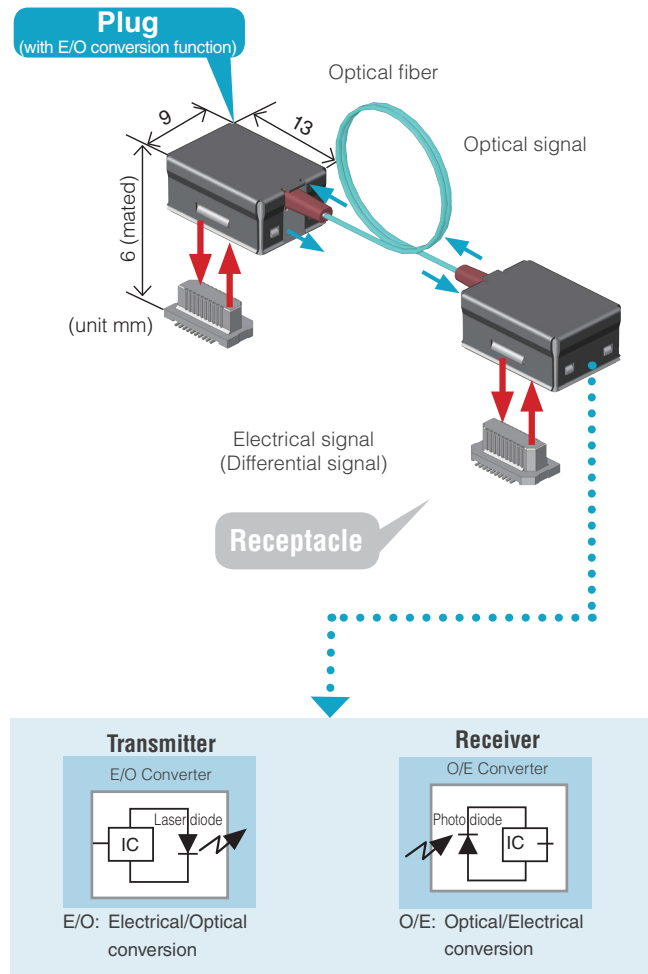 Plug
(with E/O conversion function)
Optical fiber
9
13
Optical signal
6 (mated)
(unit mm)
Electrical signal
(Differential signal)
Receptacle
Transmitter
E/O Converter
Laser diode
IC
E/O: Electrical/Optical
conversion
Receiver
O/E Converter
Photo diode
IC
O/E: Optical/Electrical
conversion